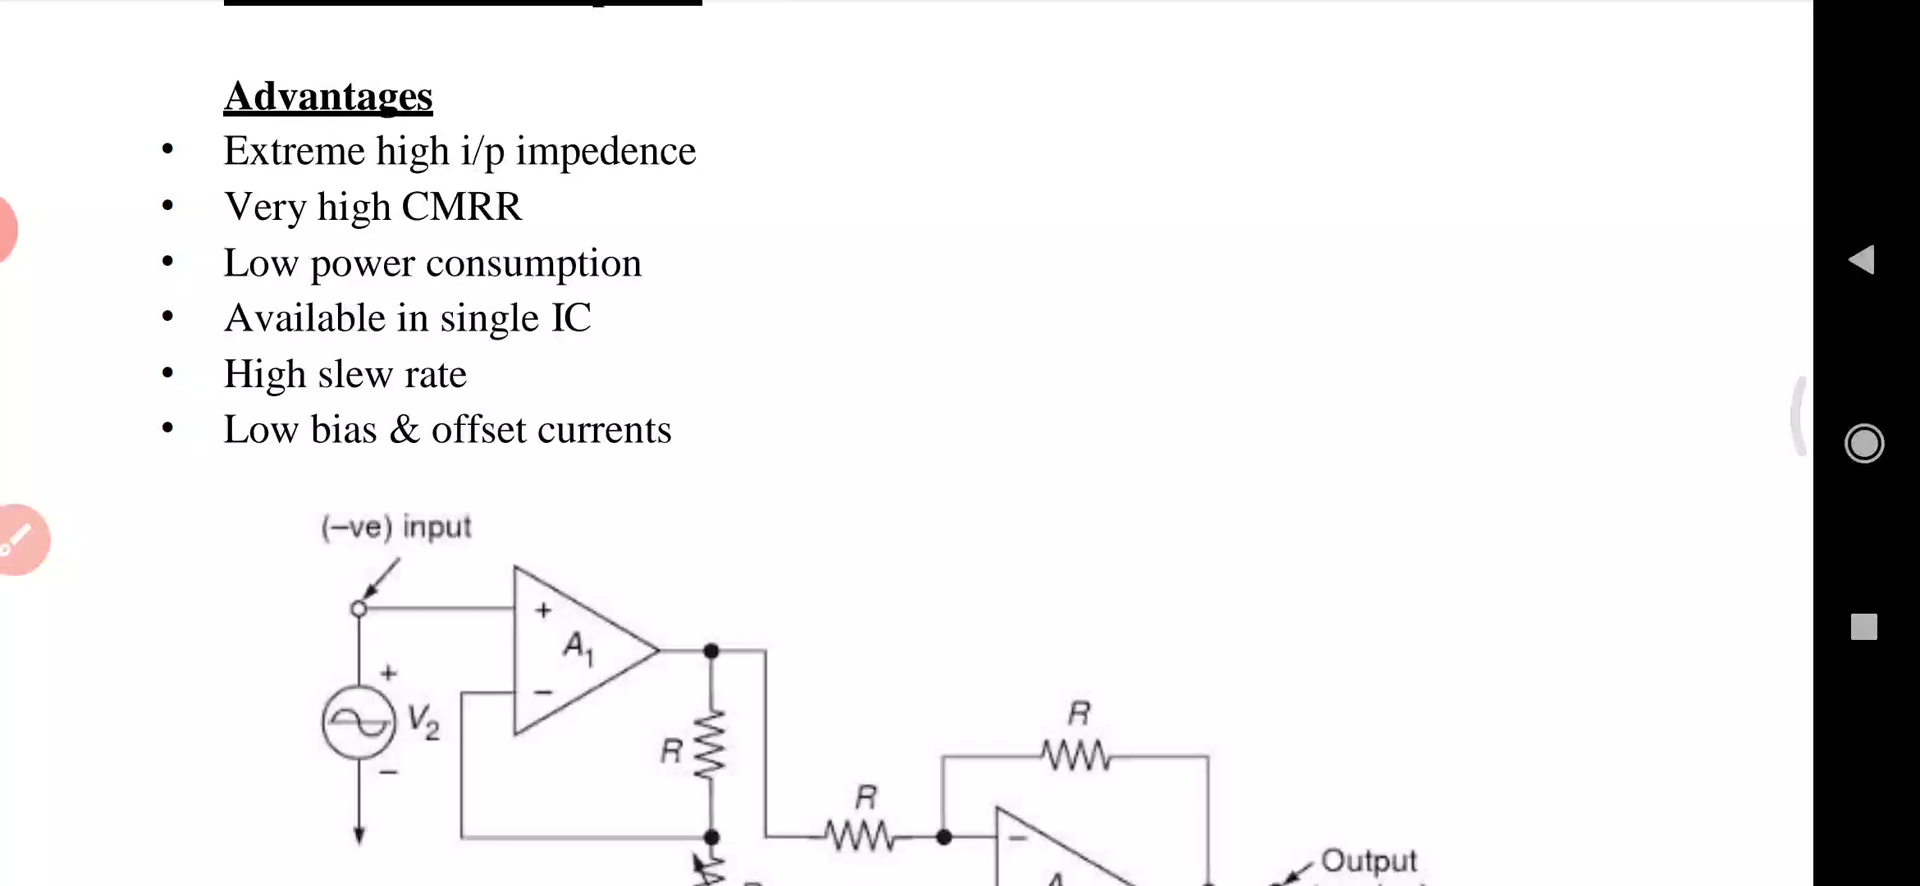 Advantages
• Extreme high i/p impedence
• Very high CMRR
• Low power consumption
• Available in single IC
• High slew rate
• Low bias & offset currents
(–ve) input
+
A1
–
+
V2
–
R
R
R
–
Output